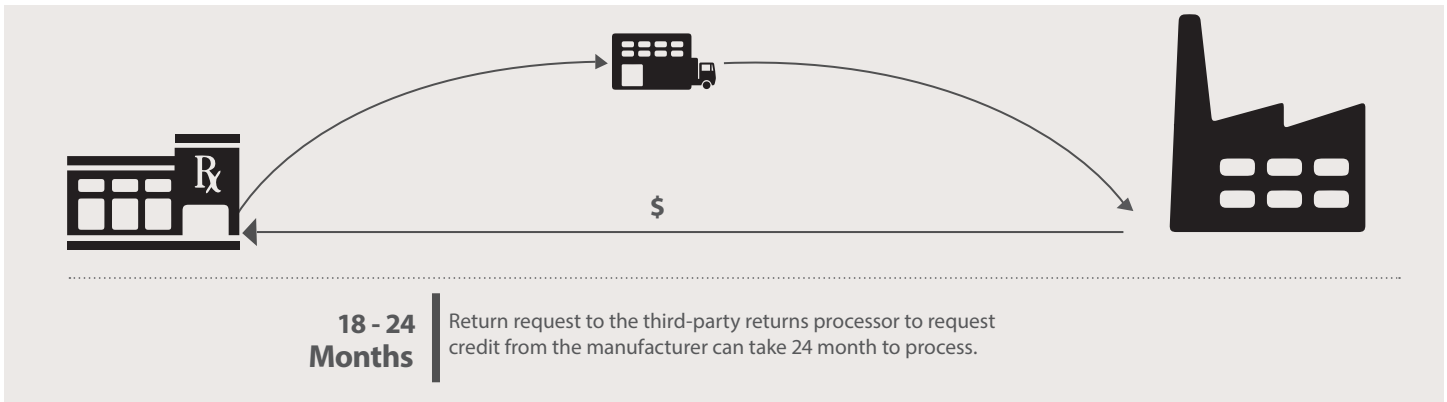 Rx
$
18 - 24
Months
Return request to the third-party returns processor to request
credit from the manufacturer can take 24 month to process.